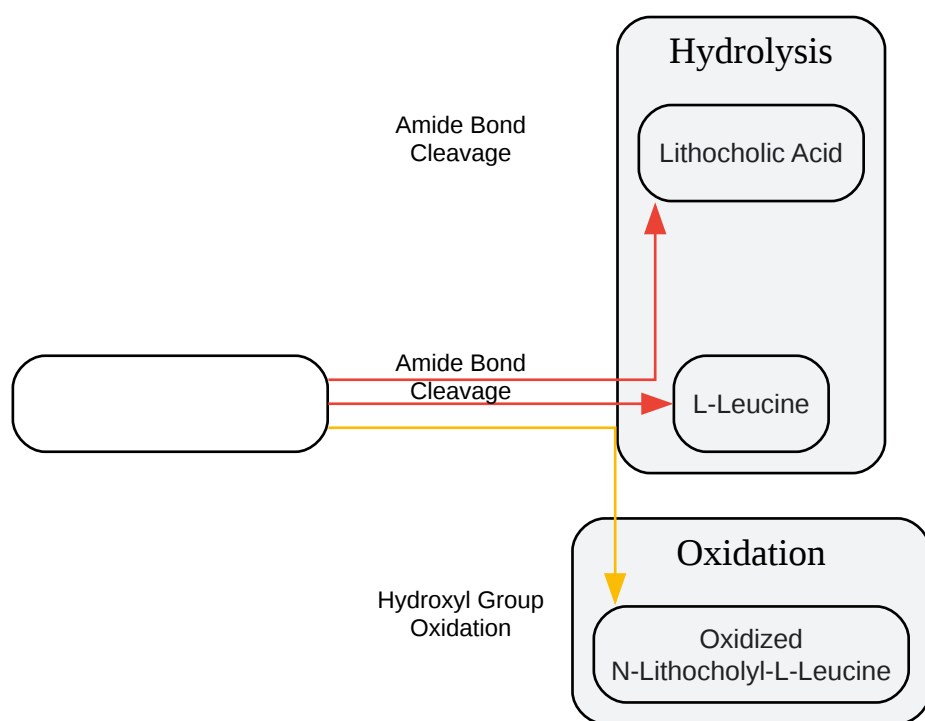 Hydrolysis
Amide Bond
Cleavage
Lithocholic Acid
Amide Bond
Cleavage
L-Leucine
Oxidation
Hydroxyl Group
Oxidation
Oxidized
N-Lithocholyl-L-Leucine